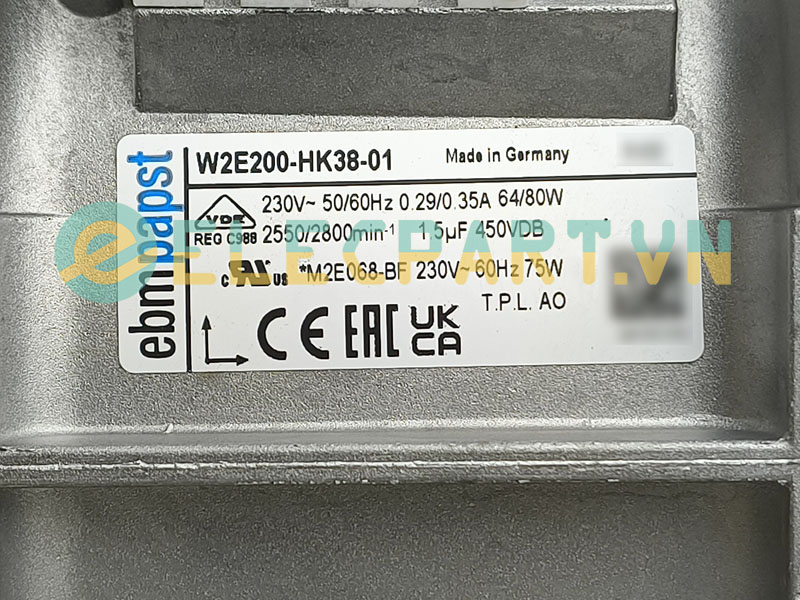 ebmpapst
W2E200-HK38-01 Made in Germany
VDE 230V~ 50/60Hz 0.29/0.35A 64/80W
REG C988 2550/2800min-1 1.5µF 450VDB
ELECPART.VN
c RU us *M2E068-BF 230V~ 60Hz 75W
T.P.L. AO
CE EAC UK CA